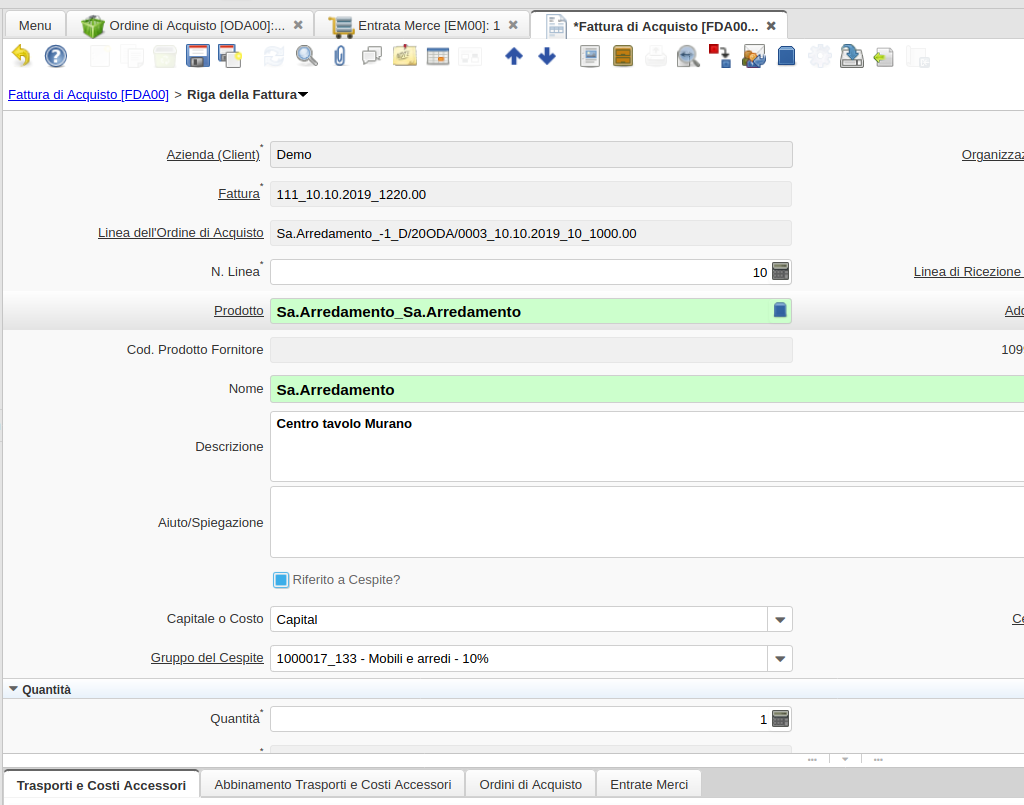 Menu
Ordine di Acquisto [ODA00]:...
Entrata Merce [EM00]: 1
*Fattura di Acquisto [FDA00...
Fattura di Acquisto [FDA00] > Riga della Fattura
Azienda (Client)* Demo
Organizzaz
Fattura* 111_10.10.2019_1220.00
Linea dell'Ordine di Acquisto Sa.Arredamento_-1_D/20ODA/0003_10.10.2019_10_1000.00
N. Linea* 10
Linea di Ricezione
Prodotto Sa.Arredamento_Sa.Arredamento
Add
Cod. Prodotto Fornitore
1099
Nome Sa.Arredamento
Descrizione Centro tavolo Murano
Aiuto/Spiegazione
Riferito a Cespite?
Capitale o Costo Capital
Ce
Gruppo del Cespite 1000017_133 - Mobili e arredi - 10%
Quantità
Quantità* 1
*
Trasporti e Costi Accessori
Abbinamento Trasporti e Costi Accessori
Ordini di Acquisto
Entrate Merci